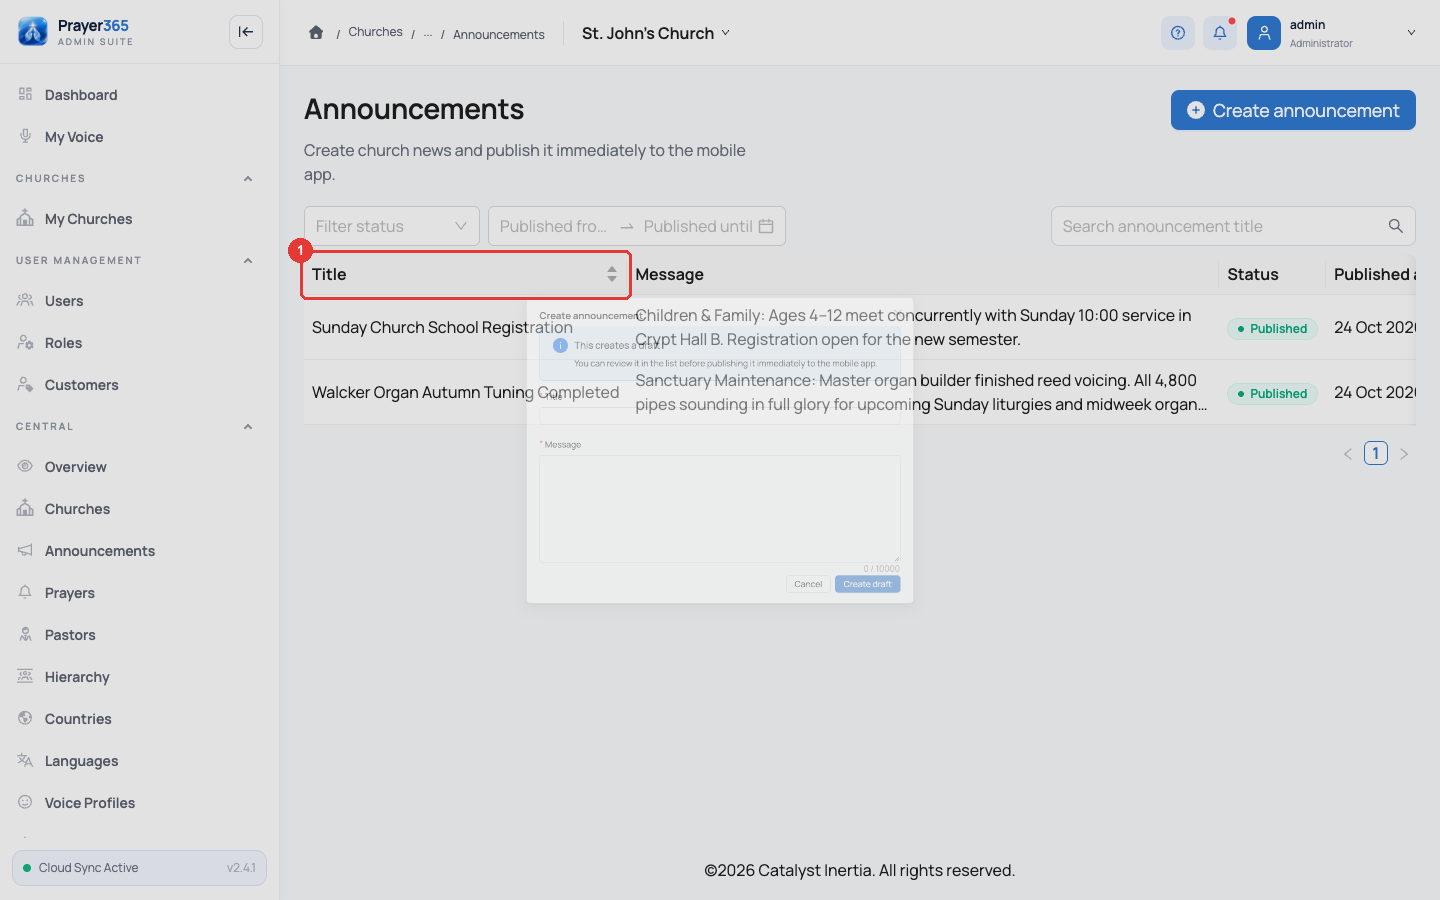 Prayer365
ADMIN SUITE
Churches
/ ... /
Announcements
St. John's Church
admin
Administrator
Dashboard
My Voice
CHURCHES
My Churches
USER MANAGEMENT
Users
Roles
Customers
CENTRAL
Overview
Churches
Announcements
Prayers
Pastors
Hierarchy
Countries
Languages
Voice Profiles
Cloud Sync Active
v2.4.1
Announcements
Create announcement
Create church news and publish it immediately to the mobile
app.
Filter status
Published fro...
Published until
Search announcement title
1
Title
Message
Status
Published
Sunday Church School Registration
Children & Family: Ages 4–12 meet concurrently with Sunday 10:00 service in
Crypt Hall B. Registration open for the new semester.
Published
24 Oct 202
Walcker Organ Autumn Tuning Completed
Sanctuary Maintenance: Master organ builder finished reed voicing. All 4,800
pipes sounding in full glory for upcoming Sunday liturgies and midweek organ...
Published
24 Oct 202
1
Create announcement
This creates a draft.
You can review it in the list before publishing it immediately to the mobile app.
* Message
0 / 10000
Cancel
Create draft
©2026 Catalyst Inertia. All rights reserved.